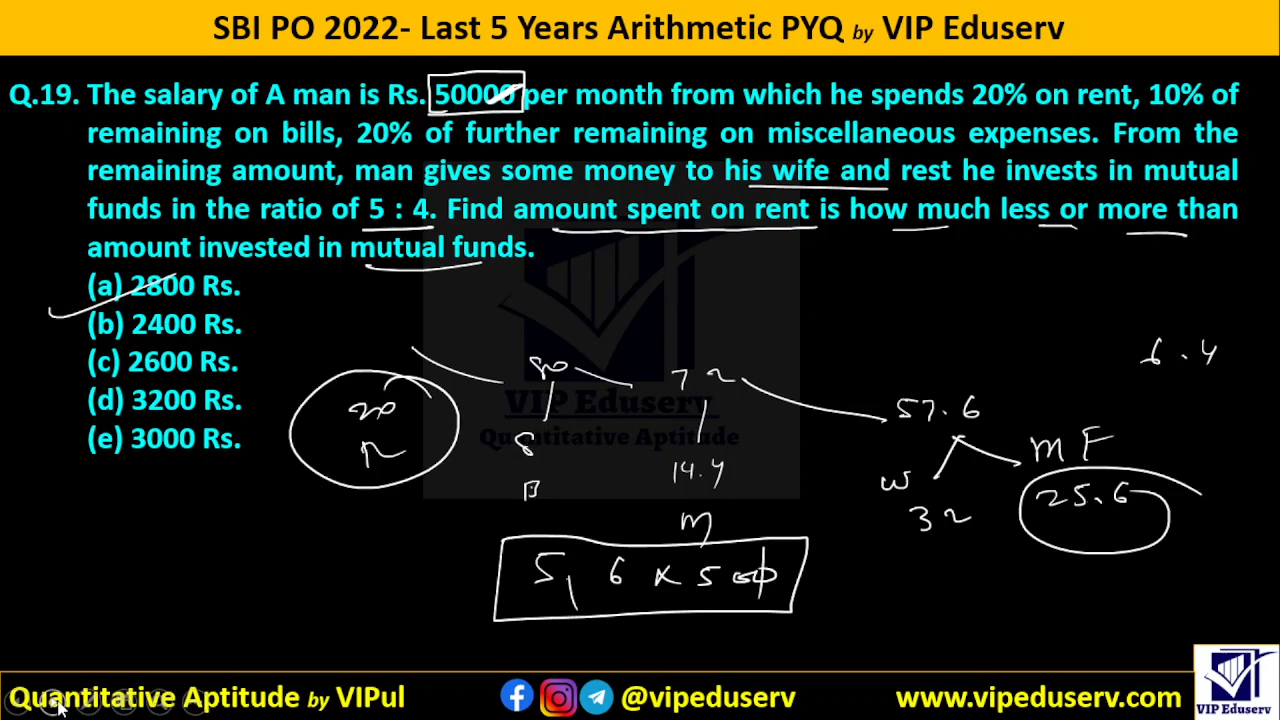 SBI PO 2022- Last 5 Years Arithmetic PYQ by VIP Eduserv
Q.19. The salary of A man is Rs. 50000 per month from which he spends 20% on rent, 10% of
remaining on bills, 20% of further remaining on miscellaneous expenses. From the
remaining amount, man gives some money to his wife and rest he invests in mutual
funds in the ratio of 5 : 4. Find amount spent on rent is how much less or more than
amount invested in mutual funds.
(a) 2800 Rs.
(b) 2400 Rs.
(c) 2600 Rs.
(d) 3200 Rs.
(e) 3000 Rs.
6.4
20
R
80
8
B
72
14.4
m
57.6
w
32
MF
25.6
VIP Eduserv
Quantitative Aptitude
Quantitative Aptitude by VIPul
@vipeduserv
www.vipeduserv.com
VIP Eduserv